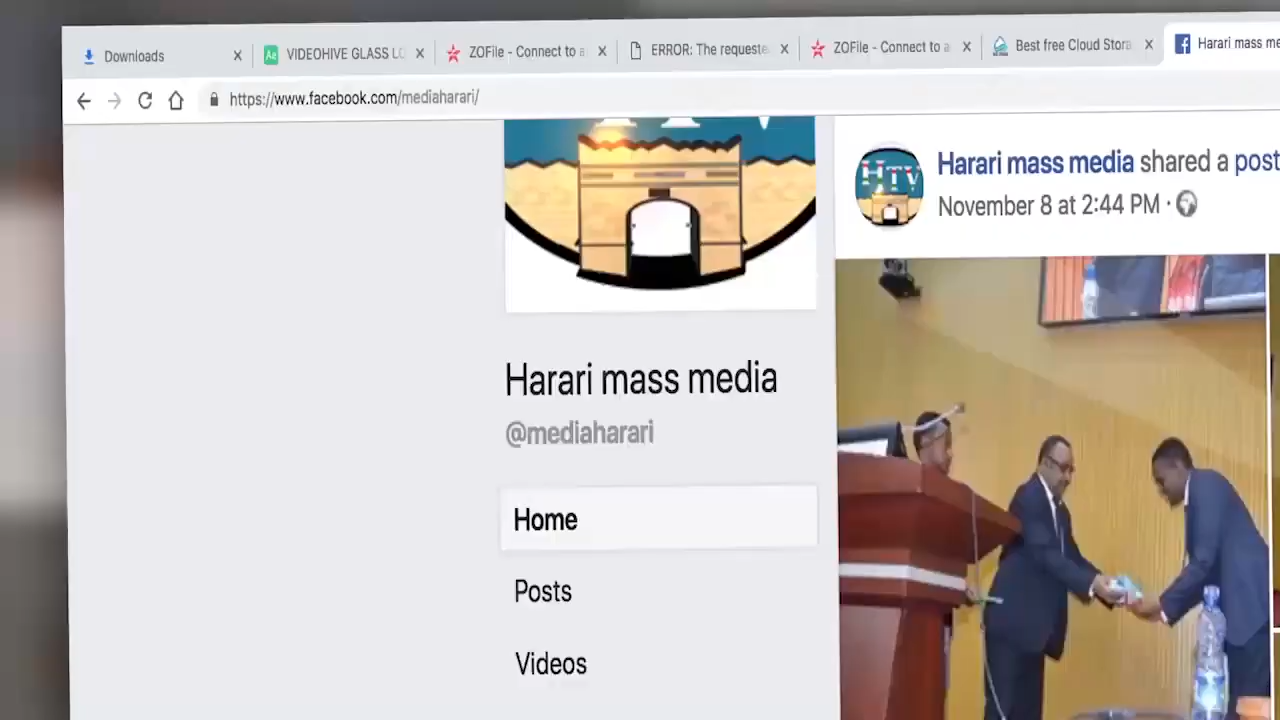 Downloads
VIDEOHIVE GLASS LO
ZOFile - Connect to a
ERROR: The requeste
ZOFile - Connect to a
Best free Cloud Stora
Harari mass me
https://www.facebook.com/mediaharari/
HTV
Harari mass media shared a post
November 8 at 2:44 PM ·
Harari mass media
@mediaharari
Home
Posts
Videos